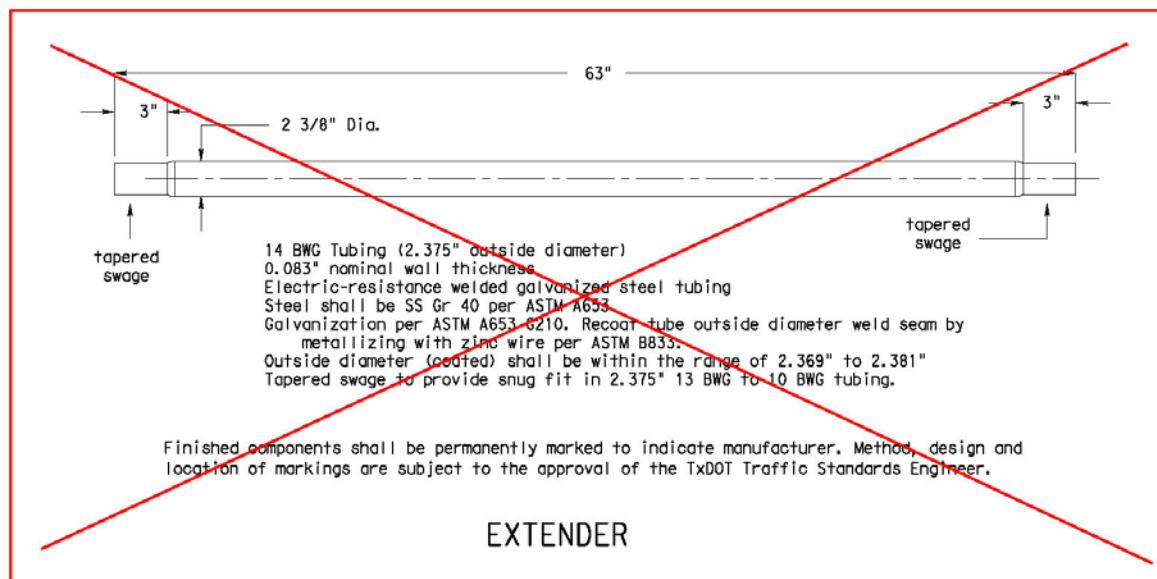 63"
3"
3"
2 3/8" Dia.
tapered
swage
tapered
swage
14 BWG Tubing (2.375" outside diameter)
0.083" nominal wall thickness
Electric-resistance welded galvanized steel tubing
Steel shall be SS Gr 40 per ASTM A653
Galvanization per ASTM A653 G210. Recoat tube outside diameter weld seam by
metallizing with zinc wire per ASTM B833.
Outside diameter (coated) shall be within the range of 2.369" to 2.381"
Tapered swage to provide snug fit in 2.375" 13 BWG to 10 BWG tubing.
Finished components shall be permanently marked to indicate manufacturer. Method, design and
location of markings are subject to the approval of the TxDOT Traffic Standards Engineer.
EXTENDER